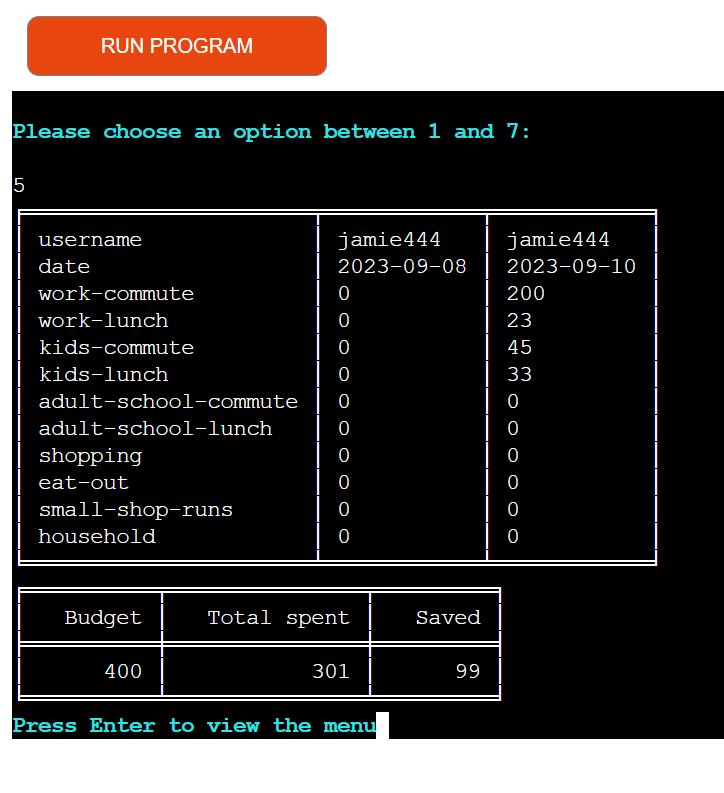 RUN PROGRAM
Please choose an option between 1 and 7:
5
username jamie444 jamie444
date 2023-09-08 2023-09-10
work-commute 0 200
work-lunch 0 23
kids-commute 0 45
kids-lunch 0 33
adult-school-commute 0 0
adult-school-lunch 0 0
shopping 0 0
eat-out 0 0
small-shop-runs 0 0
household 0 0
Budget Total spent Saved
400 301 99
Press Enter to view the menu